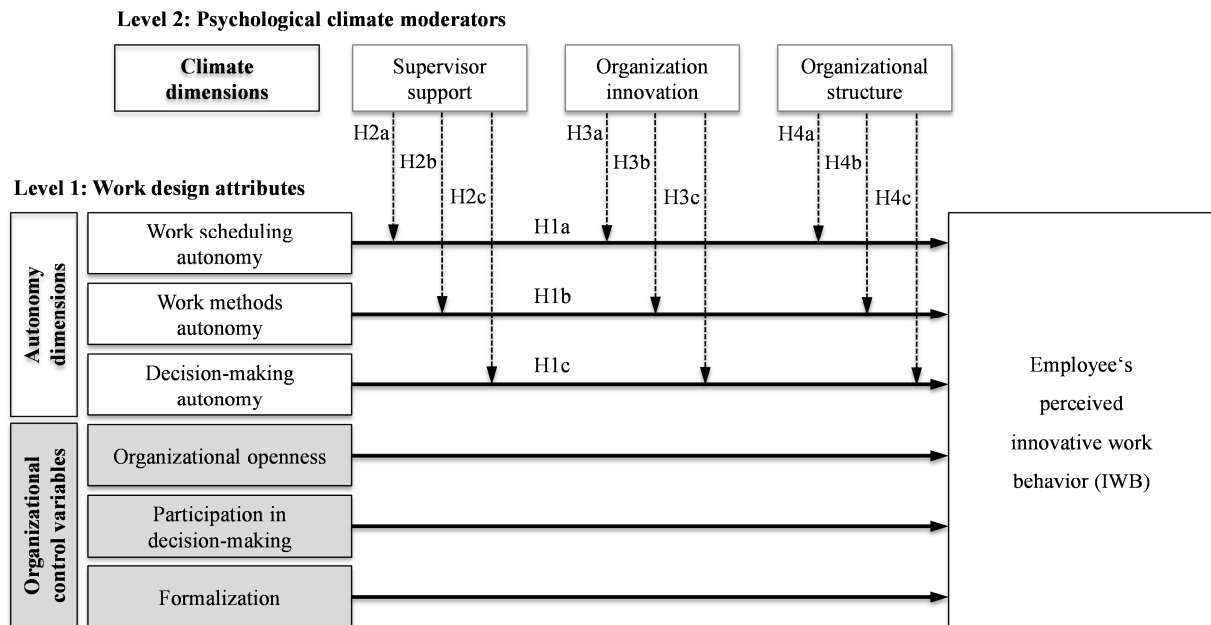 Level 2: Psychological climate moderators
Climate
dimensions
Supervisor
support
Organization
innovation
Organizational
structure
H2a
H2b
H2c
H3a
H3b
H3c
H4a
H4b
H4c
Level 1: Work design attributes
Autonomy
dimensions
Work scheduling
autonomy
H1a
Work methods
autonomy
H1b
Decision-making
autonomy
H1c
Organizational
control variables
Organizational openness
Participation in
decision-making
Formalization
Employee‘s
perceived
innovative work
behavior (IWB)